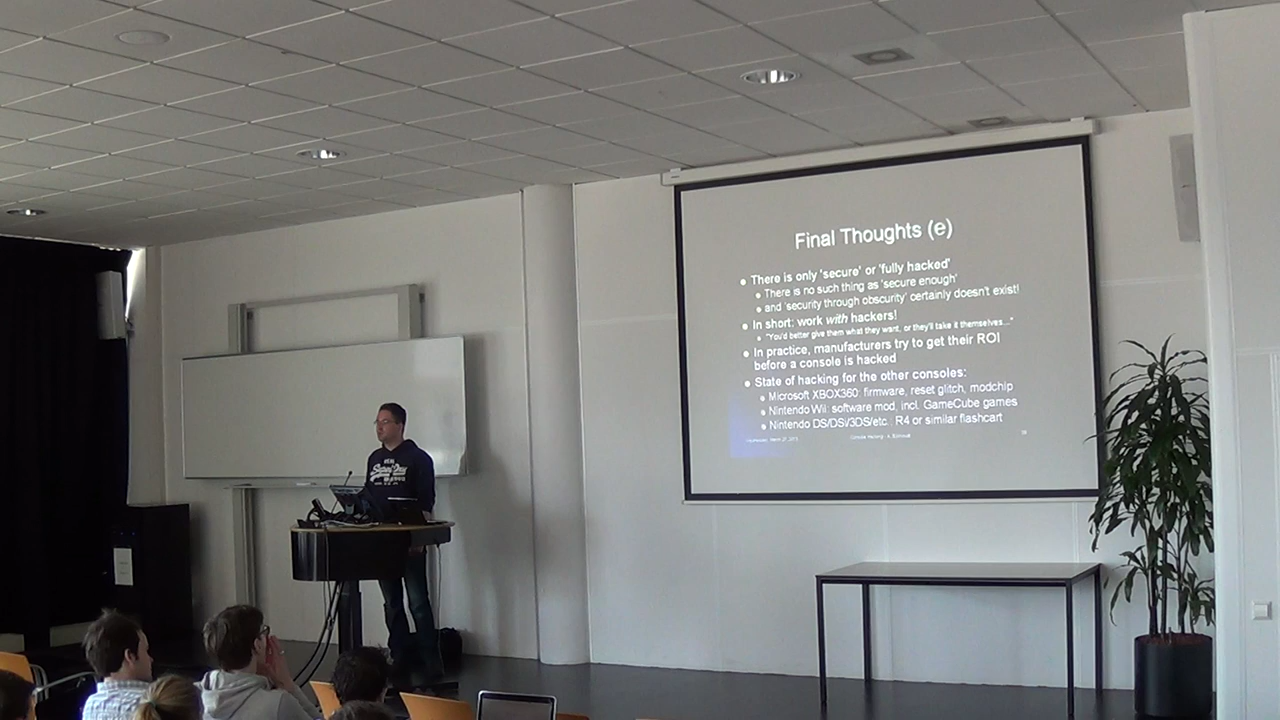 Final Thoughts (e)
There is only 'secure' or 'fully hacked'
There is no such thing as 'secure enough'
and 'security through obscurity' certainly doesn't exist!
In short: work with hackers!
"You'd better give them what they want, or they'll take it themselves..."
In practice, manufacturers try to get their ROI
before a console is hacked
State of hacking for the other consoles:
Microsoft XBOX360: firmware, reset glitch, modchip
Nintendo Wii: software mod, incl. GameCube games
Nintendo DS/DSi/3DS/etc.: R4 or similar flashcart
Console Hacking